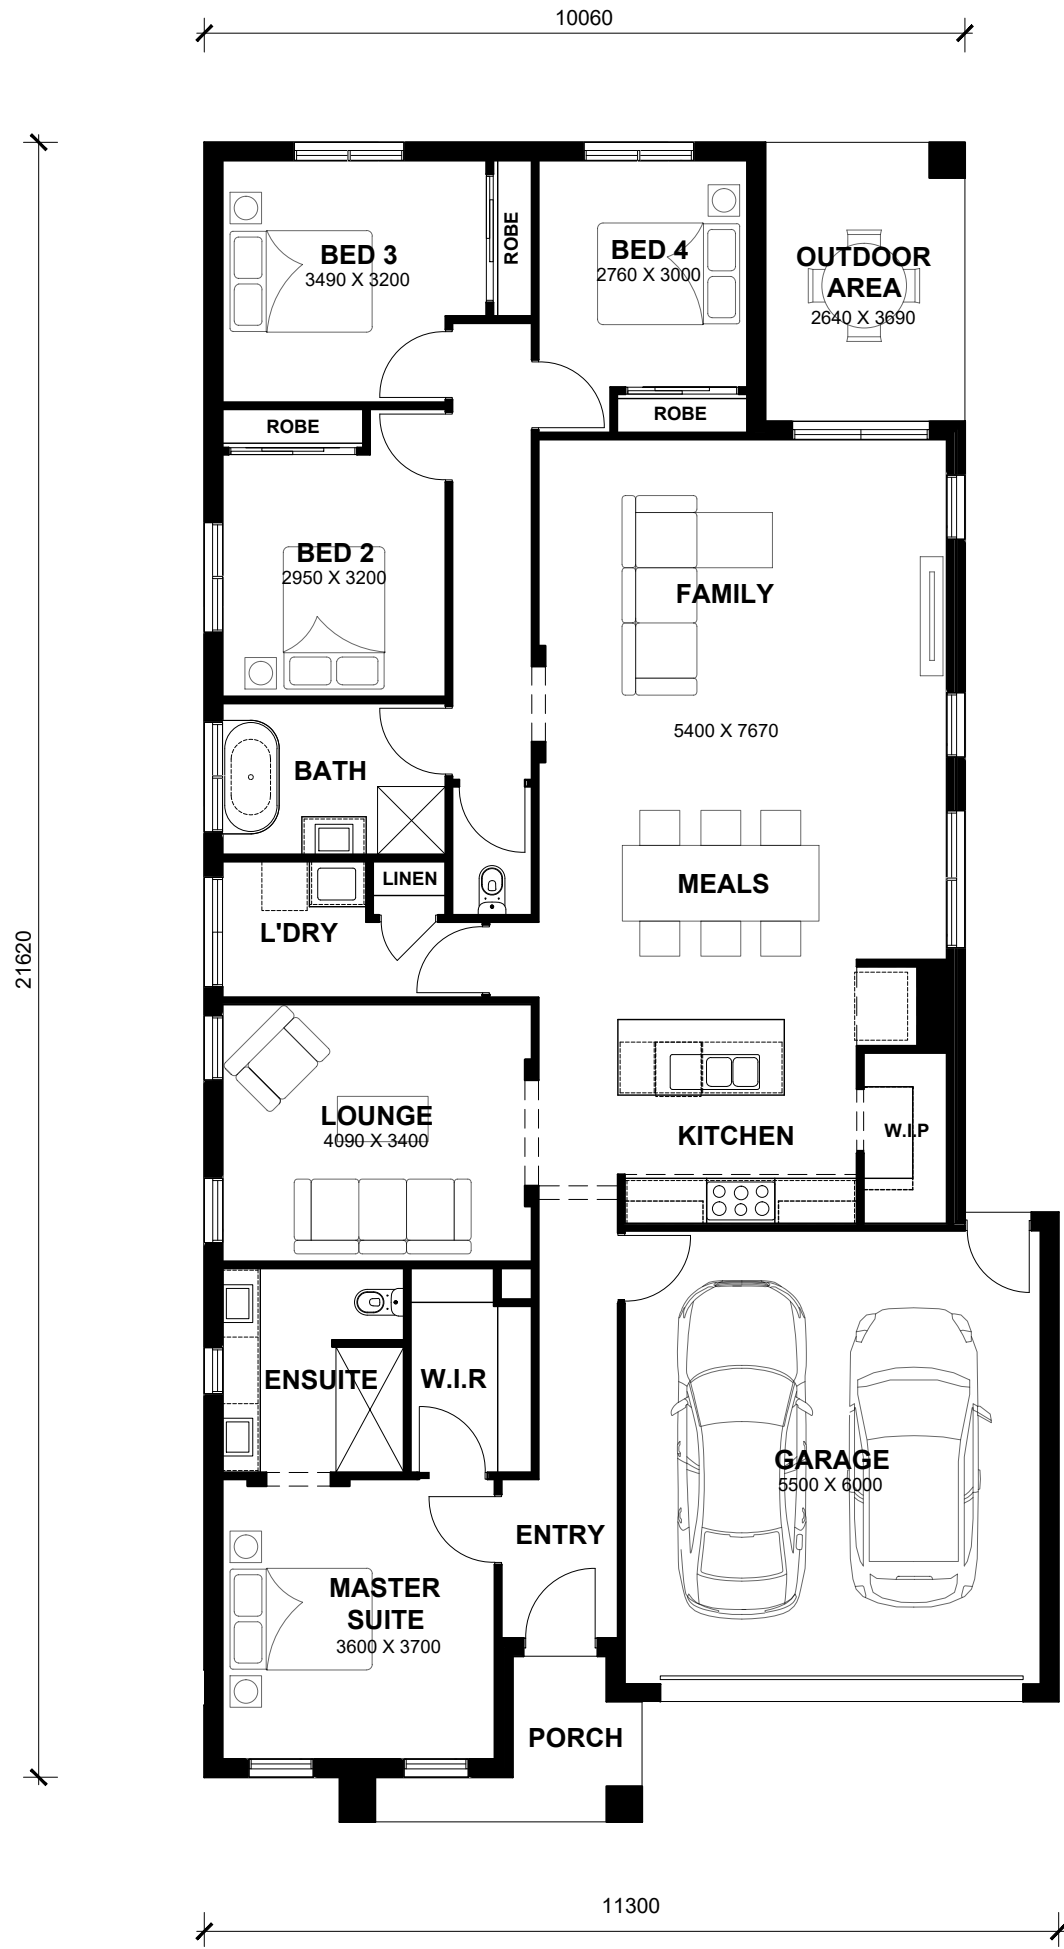 10060
BED 3
3490 X 3200
ROBE
BED 4
2760 X 3000
OUTDOOR
AREA
2640 X 3690
ROBE
ROBE
BED 2
2950 X 3200
FAMILY
5400 X 7670
BATH
MEALS
LINEN
L'DRY
21620
LOUNGE
4090 X 3400
KITCHEN
W.I.P
ENSUITE
W.I.R
GARAGE
5500 X 6000
ENTRY
MASTER
SUITE
3600 X 3700
PORCH
11300